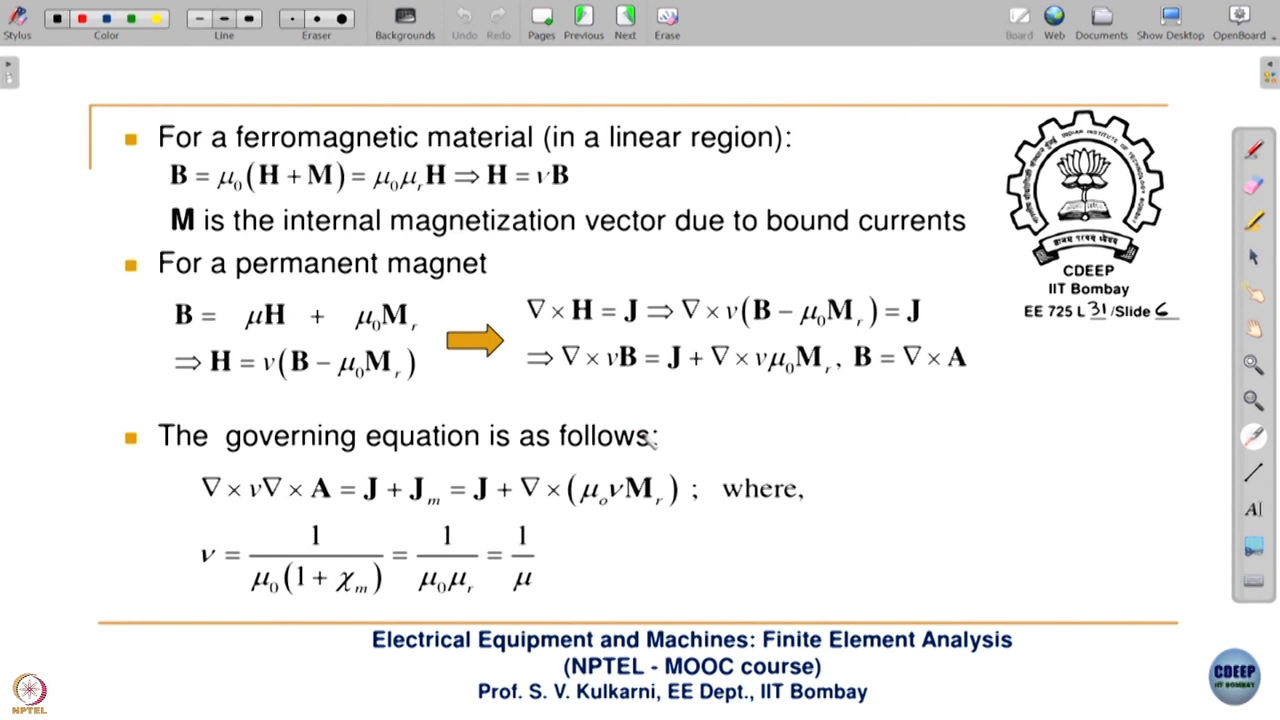 Stylus
Color
Line
Eraser
Backgrounds
Undo
Redo
Pages
Previous
Next
Erase
Board
Web
Documents
Show Desktop
OpenBoard
For a ferromagnetic material (in a linear region):
B = μ₀(H + M) = μ₀μᵣH ⇒ H = νB
M is the internal magnetization vector due to bound currents
For a permanent magnet
B = μH + μ₀Mᵣ
⇒ H = ν(B − μ₀Mᵣ)
∇ × H = J ⇒ ∇ × ν(B − μ₀Mᵣ) = J
⇒ ∇ × νB = J + ∇ × νμ₀Mᵣ, B = ∇ × A
CDEEP
IIT Bombay
EE 725 L 31 /Slide 6
The governing equation is as follows:
∇ × ν∇ × A = J + Jₘ = J + ∇ × (μₒνMᵣ) ; where,
ν = 1 / μ₀(1 + χₘ) = 1 / μ₀μᵣ = 1 / μ
Electrical Equipment and Machines: Finite Element Analysis
(NPTEL - MOOC course)
Prof. S. V. Kulkarni, EE Dept., IIT Bombay
NPTEL
CDEEP
IIT BOMBAY
A